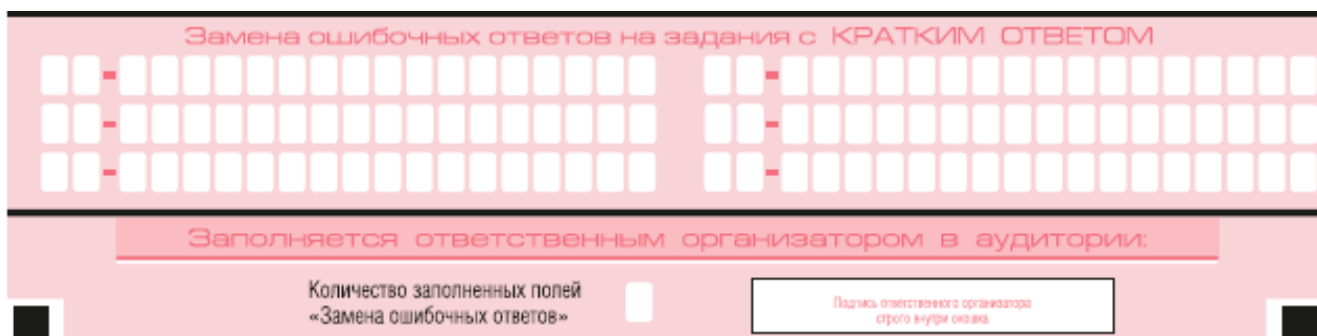 Замена ошибочных ответов на задания с КРАТКИМ ОТВЕТОМ
Заполняется ответственным организатором в аудитории:
Количество заполненных полей
«Замена ошибочных ответов»
Подпись ответственного организатора
строго внутри окошка